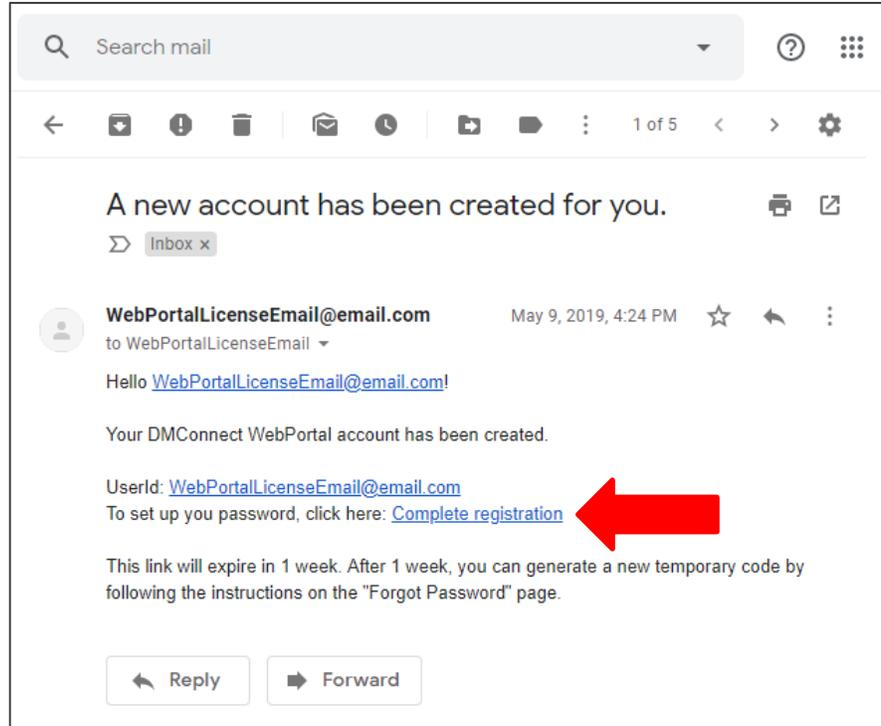 Search mail
1 of 5
A new account has been created for you.
Inbox x
WebPortalLicenseEmail@email.com May 9, 2019, 4:24 PM
to WebPortalLicenseEmail
Hello WebPortalLicenseEmail@email.com!
Your DMConnect WebPortal account has been created.
UserId: WebPortalLicenseEmail@email.com
To set up you password, click here: Complete registration
This link will expire in 1 week. After 1 week, you can generate a new temporary code by
following the instructions on the "Forgot Password" page.
Reply Forward